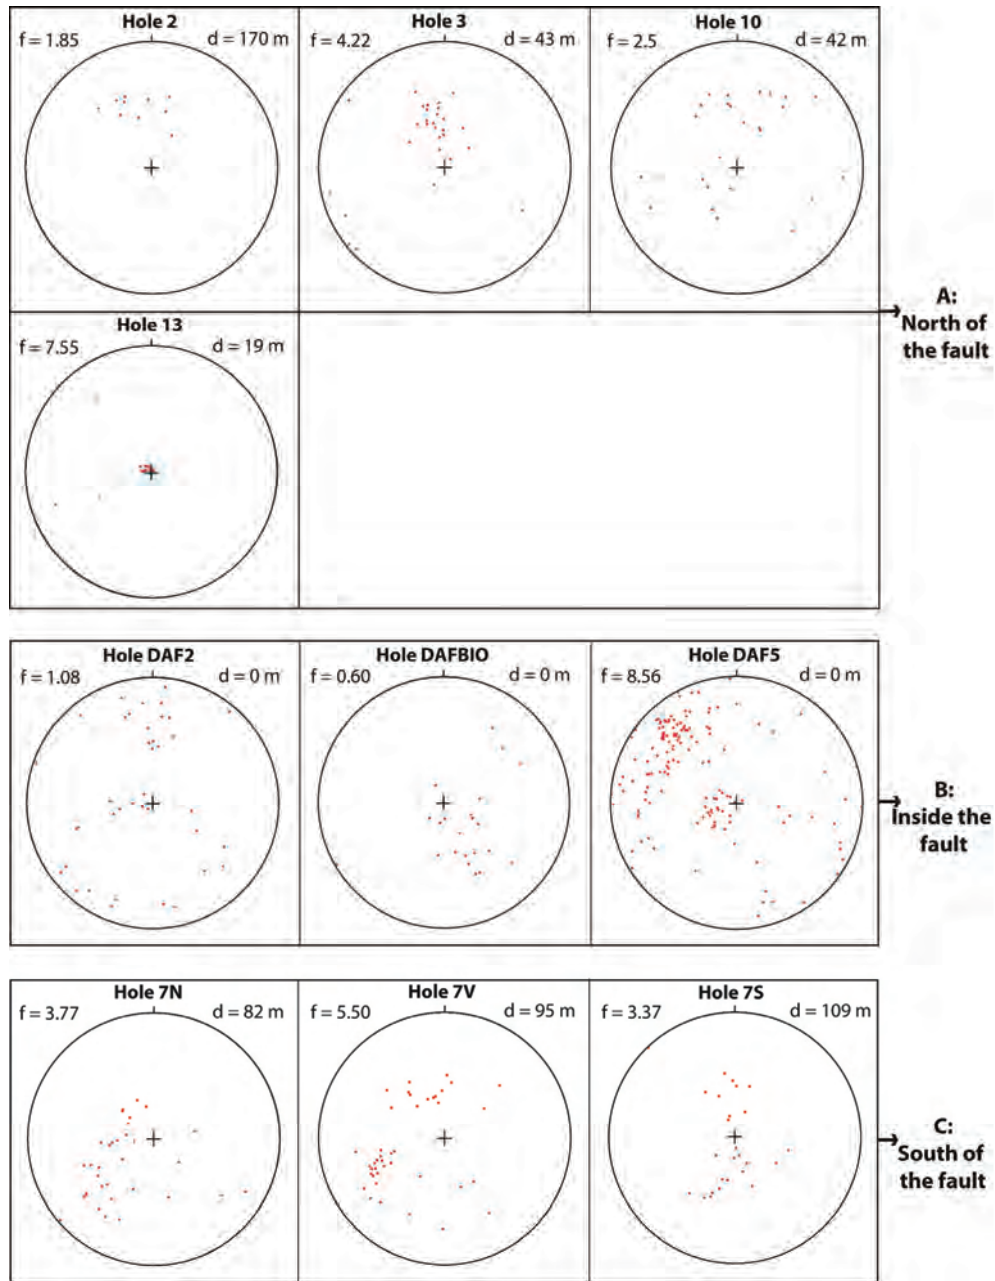 Hole 2
f = 1.85 d = 170 m
Hole 3
f = 4.22 d = 43 m
Hole 10
f = 2.5 d = 42 m
Hole 13
f = 7.55 d = 19 m
A:
North of
the fault
Hole DAF2
f = 1.08 d = 0 m
Hole DAFBIO
f = 0.60 d = 0 m
Hole DAF5
f = 8.56 d = 0 m
B:
Inside the
fault
Hole 7N
f = 3.77 d = 82 m
Hole 7V
f = 5.50 d = 95 m
Hole 7S
f = 3.37 d = 109 m
C:
South of
the fault